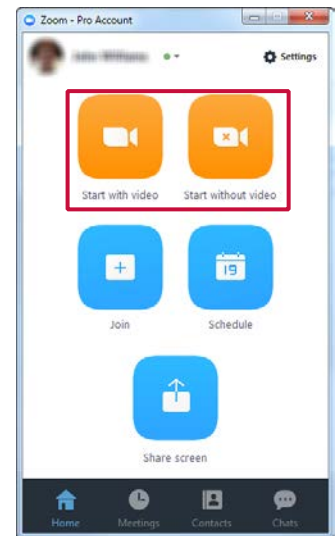 Zoom - Pro Account
Settings
Start with video Start without video
19
Join Schedule
Share screen
Home Meetings Contacts Chats